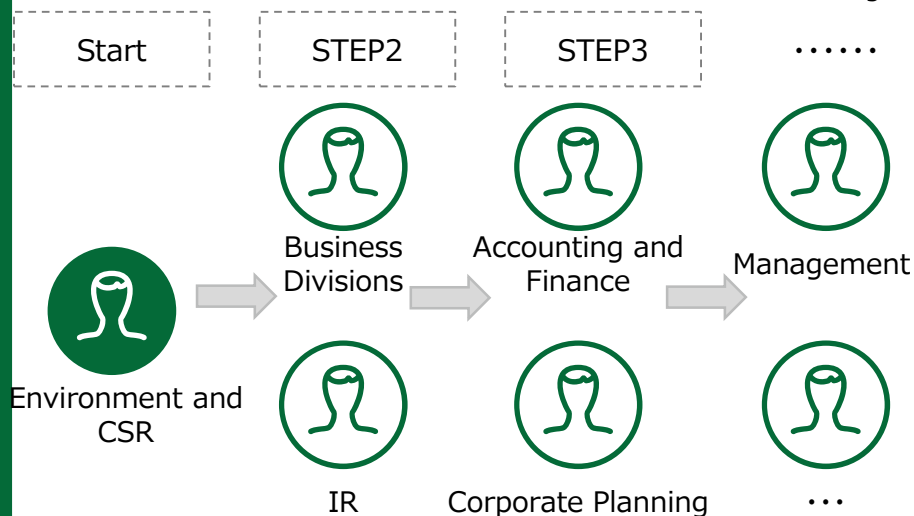 Start
STEP2
STEP3
・・・・・・
Business
Divisions
Accounting and
Finance
Management
Environment and
CSR
IR
Corporate Planning
・・・